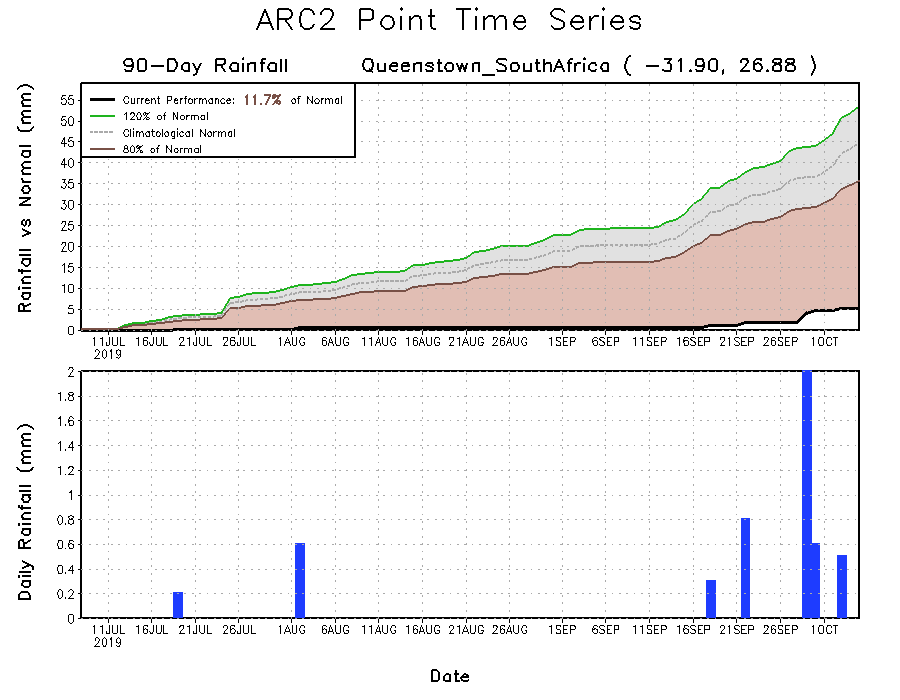 ARC2 Point Time Series
90-Day Rainfall Queenstown_SouthAfrica ( -31.90, 26.88 )
Rainfall vs Normal (mm)
Current Performance: 11.7% of Normal
120% of Normal
Climatological Normal
80% of Normal
55
50
45
40
35
30
25
20
15
10
5
0
11JUL 16JUL 21JUL 26JUL 1AUG 6AUG 11AUG 16AUG 21AUG 26AUG 1SEP 6SEP 11SEP 16SEP 21SEP 26SEP 1OCT
2019
Daily Rainfall (mm)
2
1.8
1.6
1.4
1.2
1
0.8
0.6
0.4
0.2
0
11JUL 16JUL 21JUL 26JUL 1AUG 6AUG 11AUG 16AUG 21AUG 26AUG 1SEP 6SEP 11SEP 16SEP 21SEP 26SEP 1OCT
2019
Date